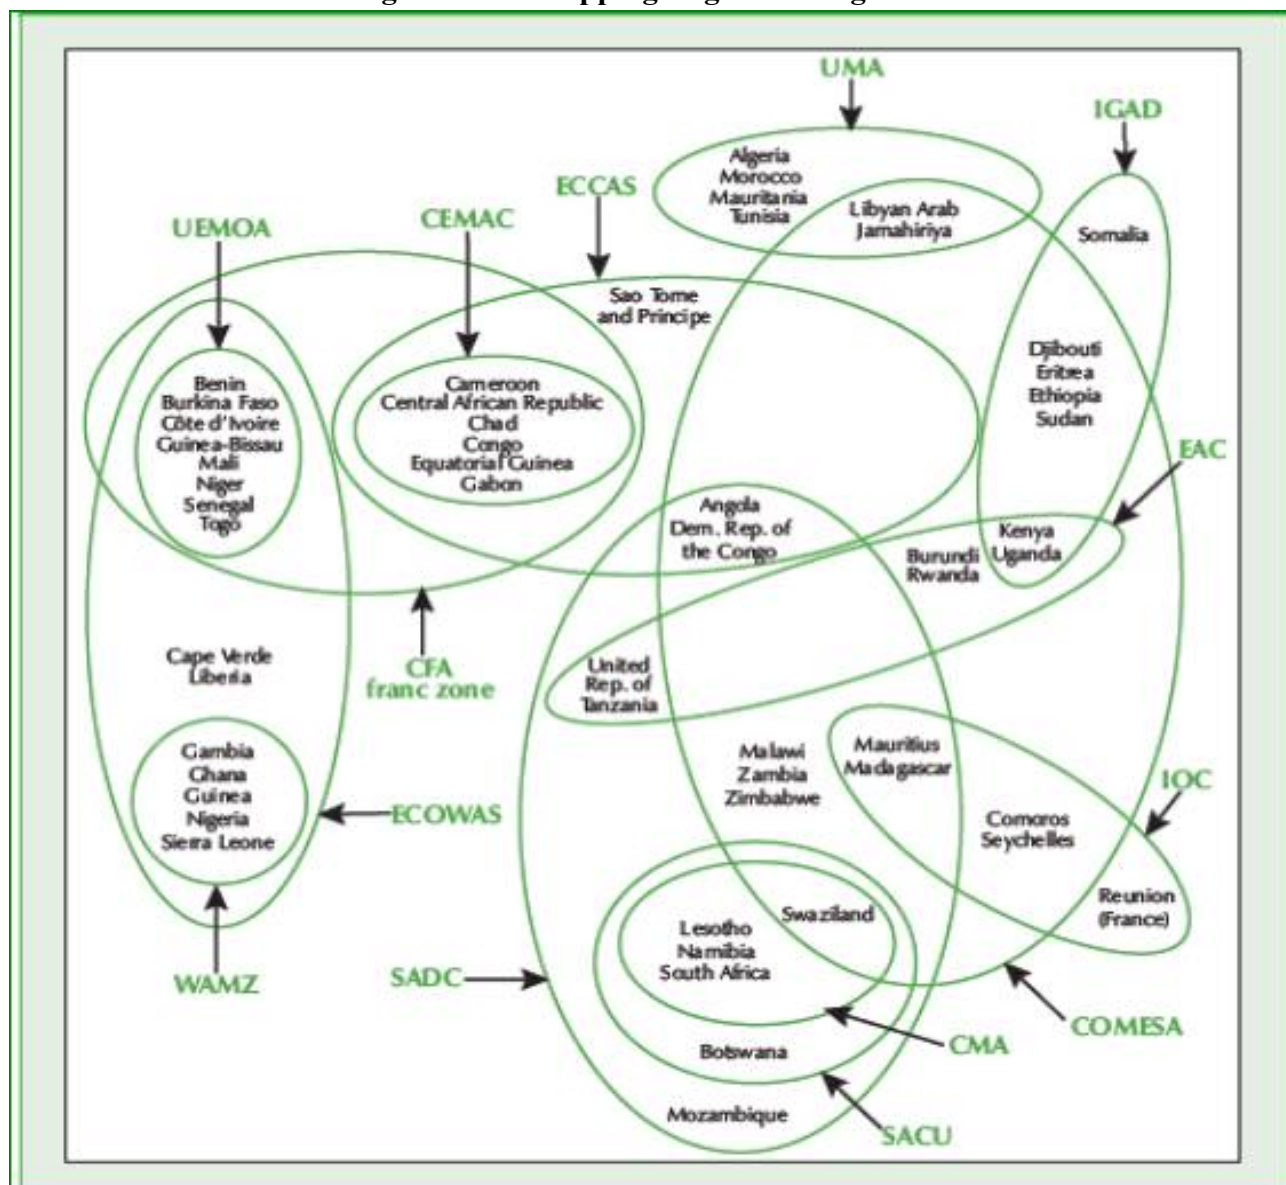 UMA
IGAD
Algeria
Morocco
Mauritania
Tunisia
Libyan Arab
Jamahiriya
Somalia
ECCAS
CEMAC
UEMOA
Sao Tome
and Principe
Djibouti
Eritrea
Ethiopia
Sudan
Benin
Burkina Faso
Côte d'Ivoire
Guinea-Bissau
Mali
Niger
Senegal
Togo
Cameroon
Central African Republic
Chad
Congo
Equatorial Guinea
Gabon
EAC
Angola
Dem. Rep. of
the Congo
Kenya
Uganda
Burundi
Rwanda
Cape Verde
Liberia
CFA
franc zone
United
Rep. of
Tanzania
Gambia
Ghana
Guinea
Nigeria
Sierra Leone
ECOWAS
Malawi
Zambia
Zimbabwe
Mauritius
Madagascar
IOC
Comoros
Seychelles
Reunion
(France)
Swaziland
Lesotho
Namibia
South Africa
WAMZ
SADC
COMESA
CMA
Botswana
Mozambique
SACU